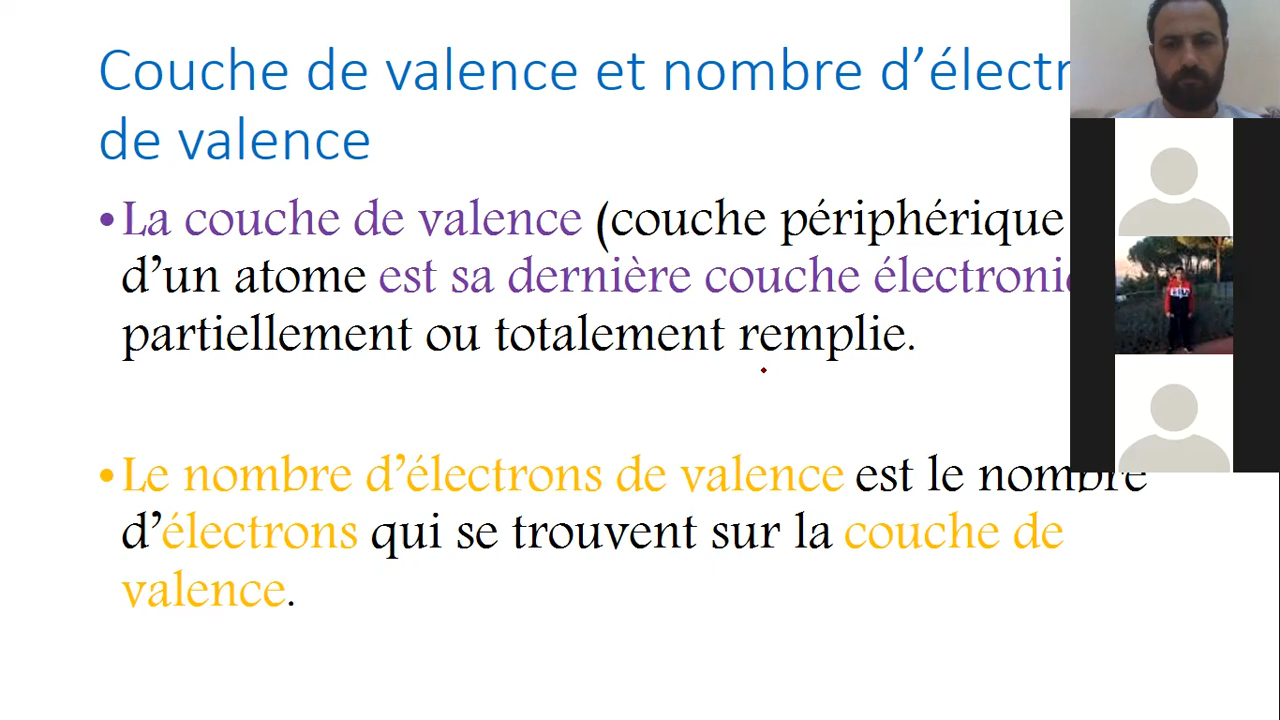 Couche de valence et nombre d’électr
de valence
•La couche de valence (couche périphérique
d’un atome est sa dernière couche électroni
partiellement ou totalement remplie.
•Le nombre d’électrons de valence est le nombre
d’électrons qui se trouvent sur la couche de
valence.